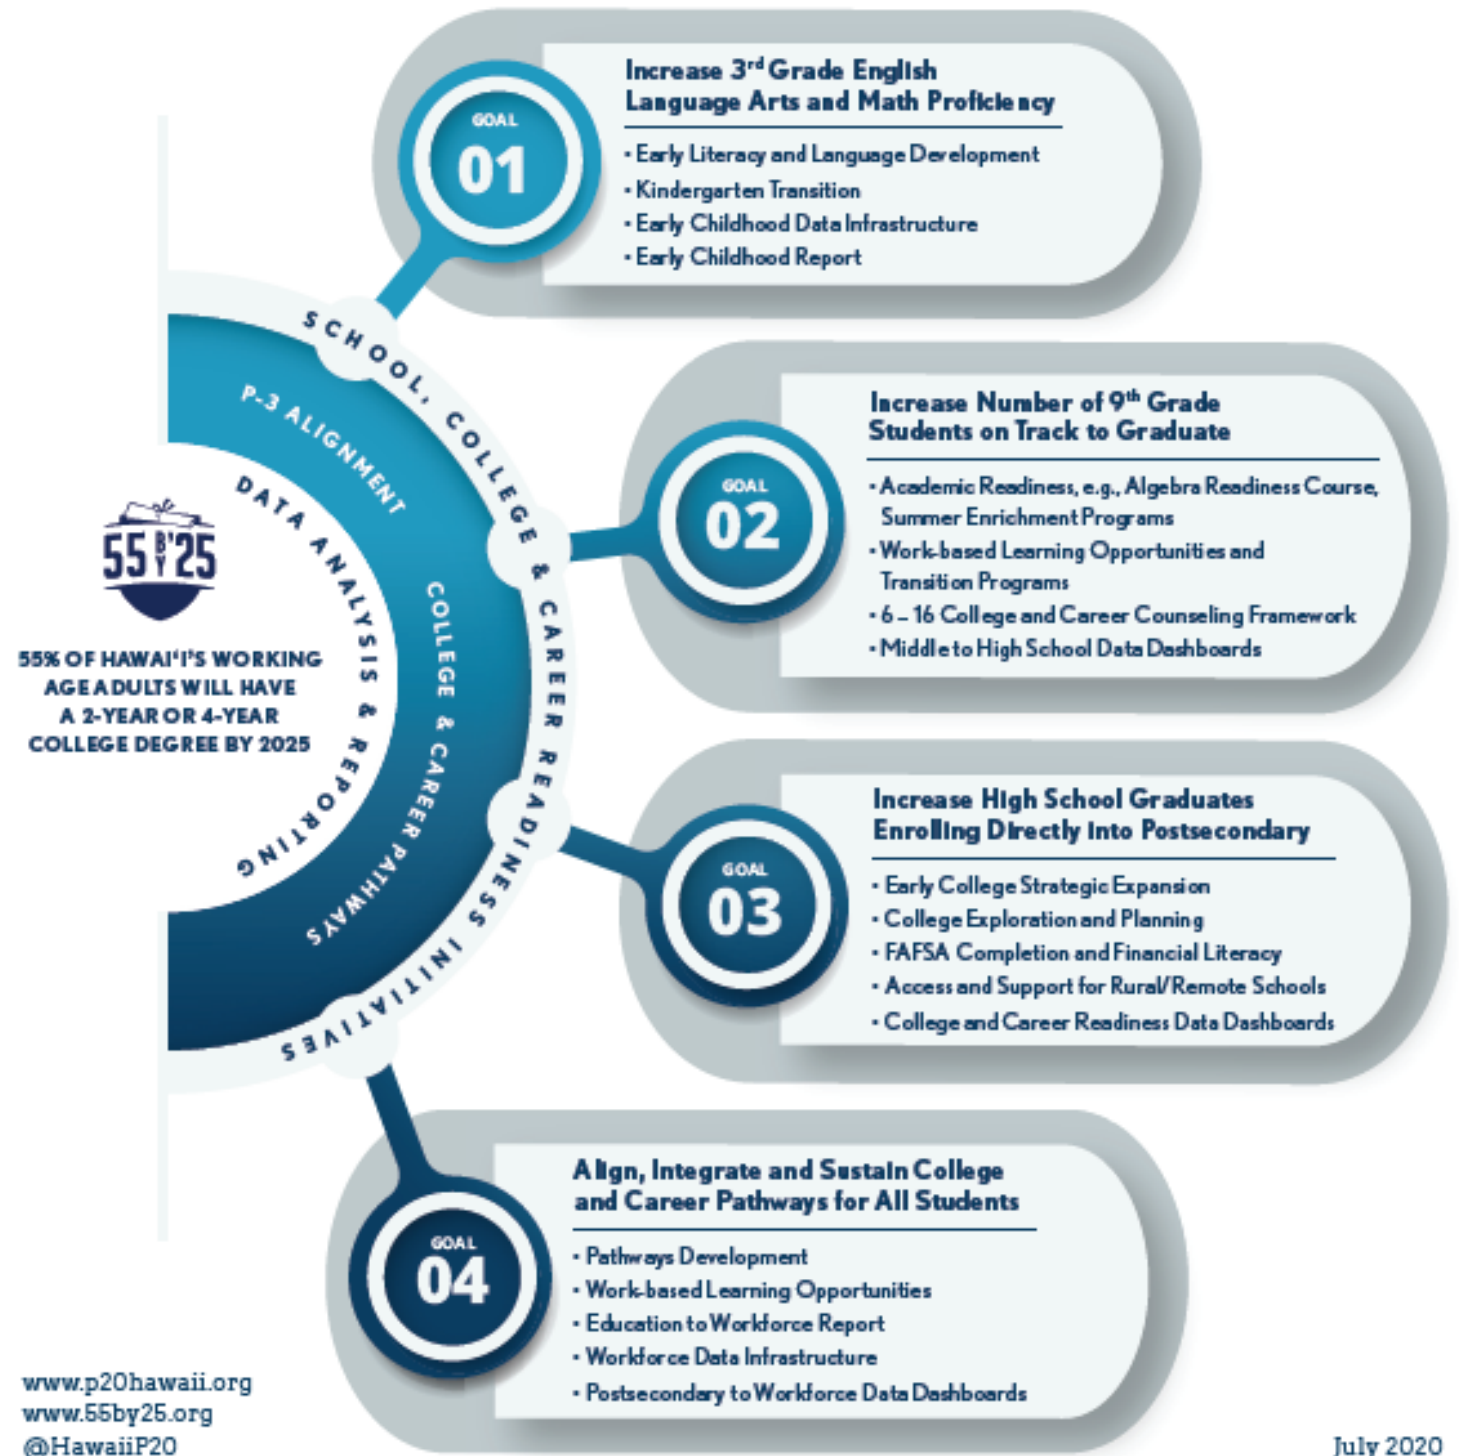 55 BY '25
55% OF HAWAIʻI'S WORKING
AGE ADULTS WILL HAVE
A 2-YEAR OR 4-YEAR
COLLEGE DEGREE BY 2025
DATA ANALYSIS & REPORTING
P-3 ALIGNMENT
COLLEGE & CAREER PATHWAYS
SCHOOL, COLLEGE & CAREER READINESS INITIATIVES
GOAL
01
Increase 3rd Grade English
Language Arts and Math Proficiency
• Early Literacy and Language Development
• Kindergarten Transition
• Early Childhood Data Infrastructure
• Early Childhood Report
GOAL
02
Increase Number of 9th Grade
Students on Track to Graduate
• Academic Readiness, e.g., Algebra Readiness Course,
Summer Enrichment Programs
• Work-based Learning Opportunities and
Transition Programs
• 6 – 16 College and Career Counseling Framework
• Middle to High School Data Dashboards
GOAL
03
Increase High School Graduates
Enrolling Directly into Postsecondary
• Early College Strategic Expansion
• College Exploration and Planning
• FAFSA Completion and Financial Literacy
• Access and Support for Rural/Remote Schools
• College and Career Readiness Data Dashboards
GOAL
04
Align, Integrate and Sustain College
and Career Pathways for All Students
• Pathways Development
• Work-based Learning Opportunities
• Education to Workforce Report
• Workforce Data Infrastructure
• Postsecondary to Workforce Data Dashboards
www.p20hawaii.org
www.55by25.org
@HawaiiP20
July 2020